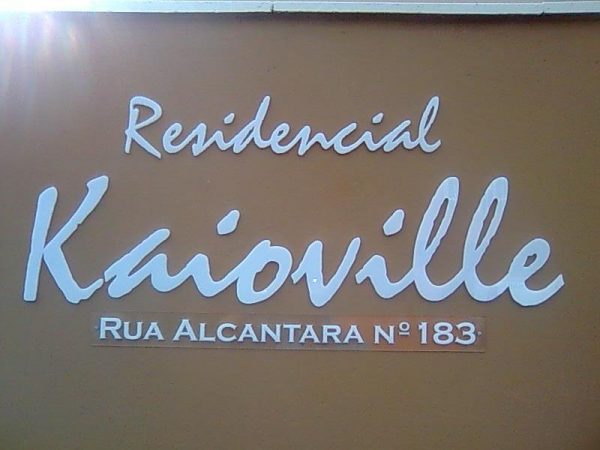 Residencial
Kaioville
RUA ALCANTARA Nº 183